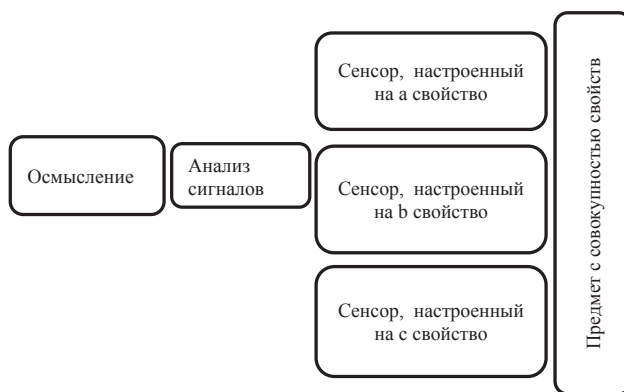 Осмысление
Анализ
сигналов
Сенсор, настроенный
на a свойство
Сенсор, настроенный
на b свойство
Сенсор, настроенный
на c свойство
Предмет с совокупностью свойств